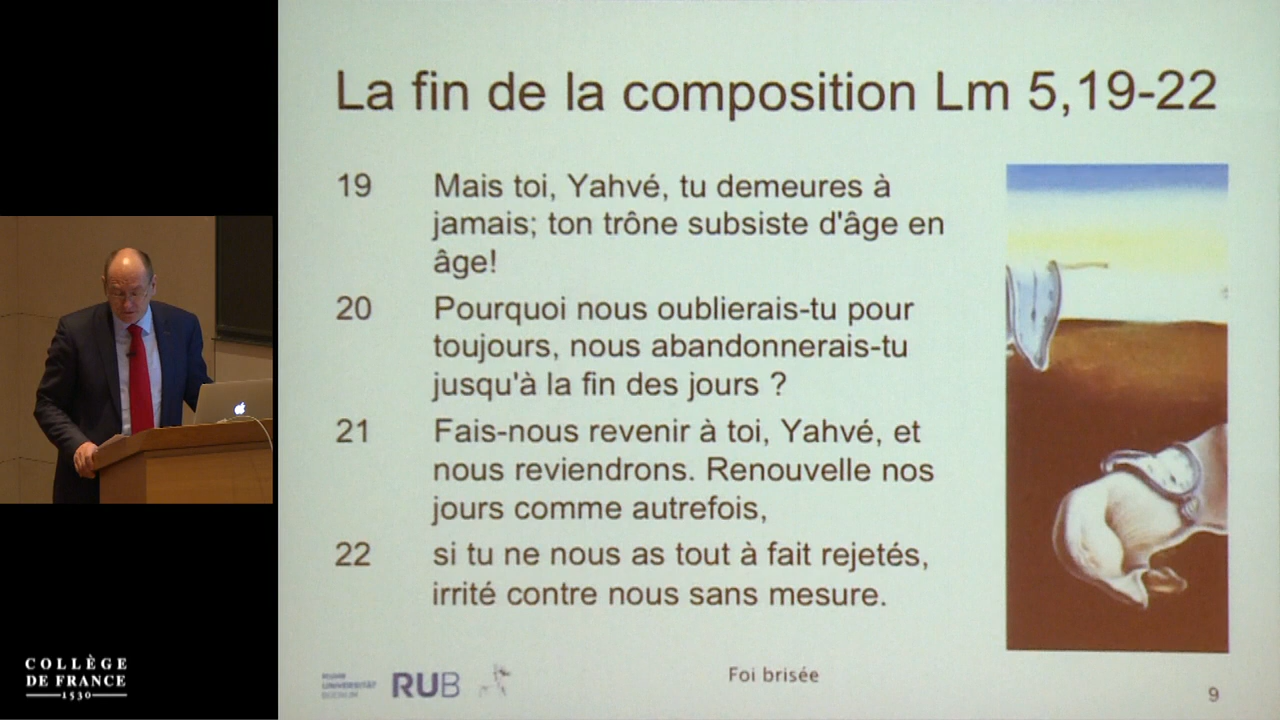 La fin de la composition Lm 5,19-22
19 Mais toi, Yahvé, tu demeures à
jamais; ton trône subsiste d'âge en
âge!
20 Pourquoi nous oublierais-tu pour
toujours, nous abandonnerais-tu
jusqu'à la fin des jours ?
21 Fais-nous revenir à toi, Yahvé, et
nous reviendrons. Renouvelle nos
jours comme autrefois,
22 si tu ne nous as tout à fait rejetés,
irrité contre nous sans mesure.
RUHR
UNIVERSITÄT
BOCHUM
RUB
Foi brisée
9
COLLÈGE
DE FRANCE
1530